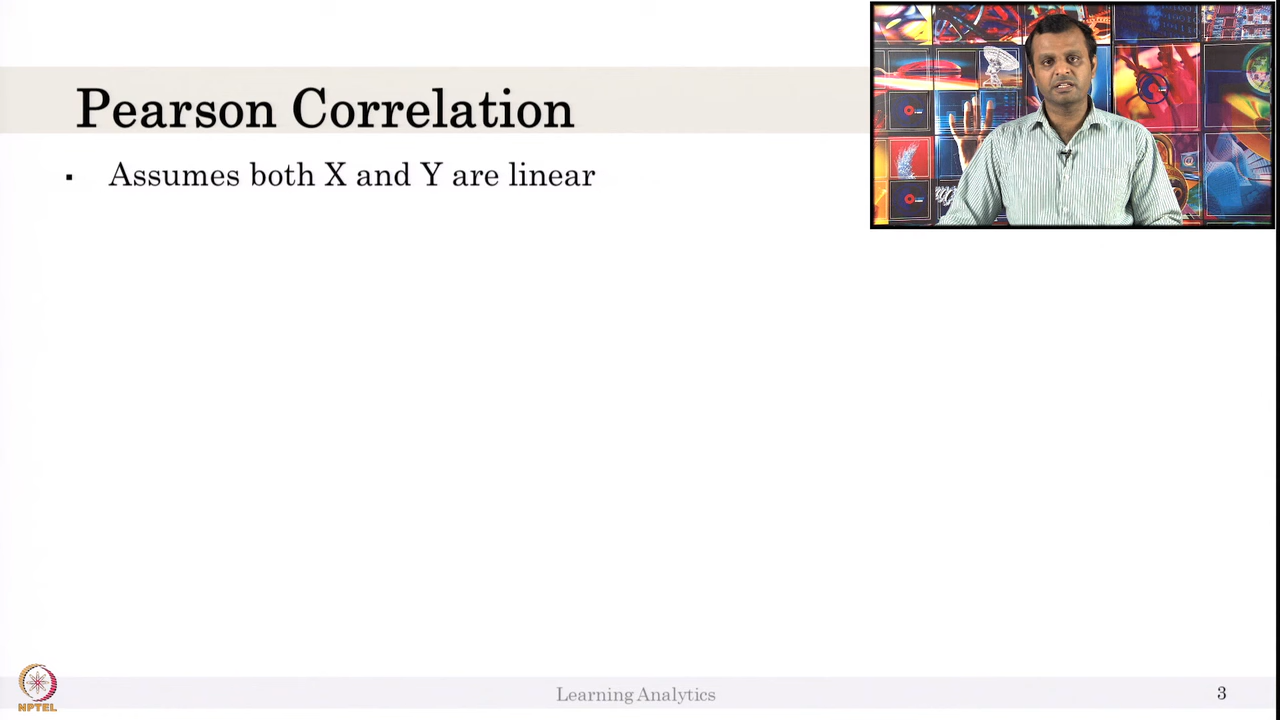 Pearson Correlation
▪ Assumes both X and Y are linear
NPTEL
Learning Analytics
3